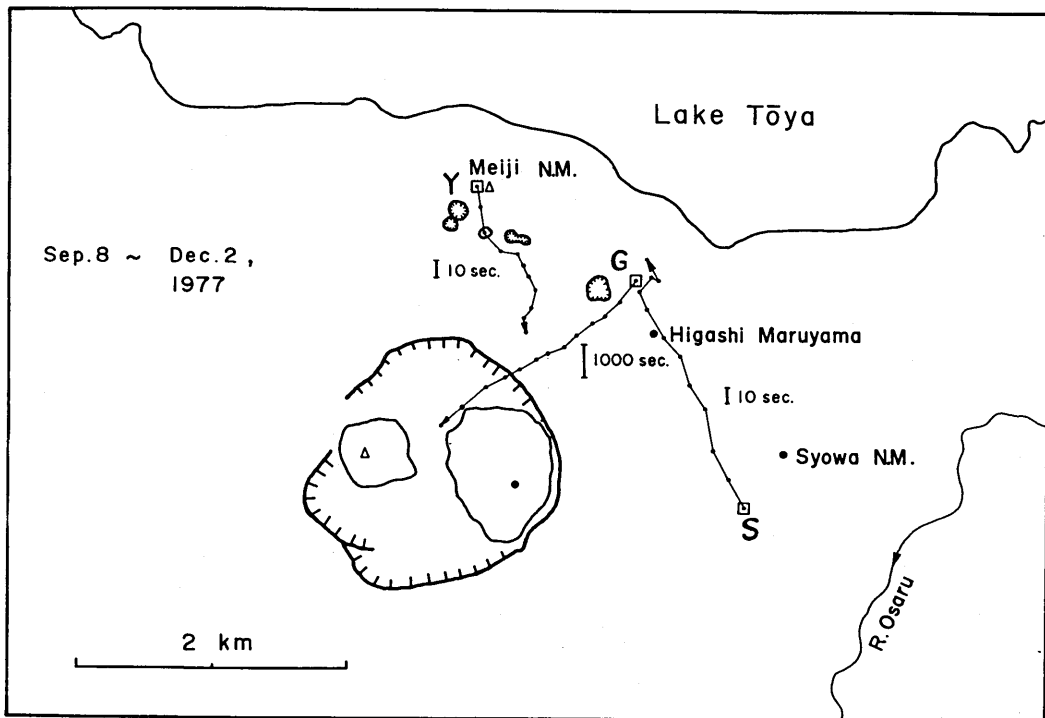 Lake Tōya
Meiji N.M.
Y
Sep. 8 ~ Dec. 2,
1977
10 sec.
G
Higashi Maruyama
1000 sec.
10 sec.
Syowa N.M.
S
R. Osaru
2 km